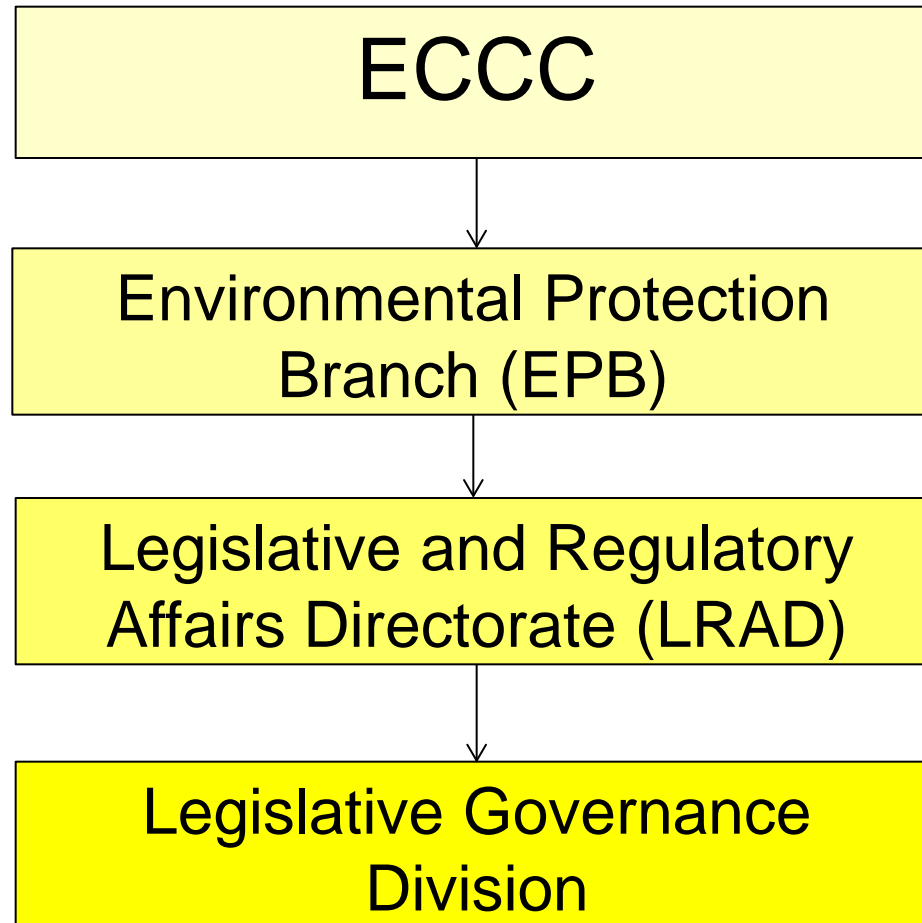 ECCC
Environmental Protection
Branch (EPB)
Legislative and Regulatory
Affairs Directorate (LRAD)
Legislative Governance
Division